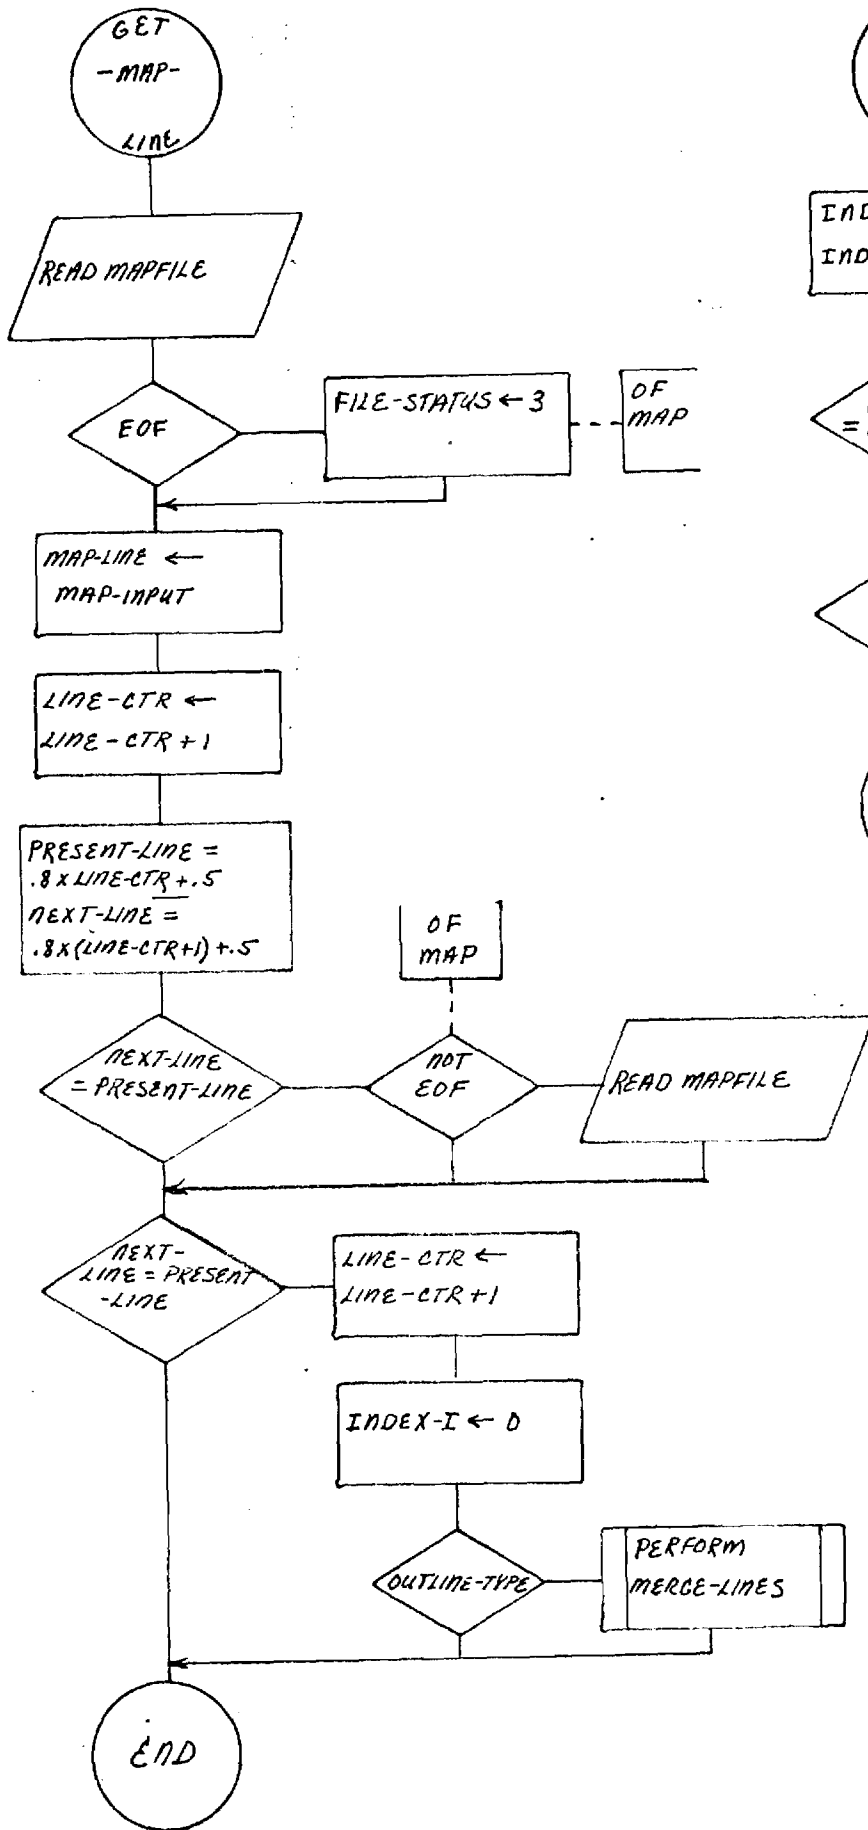 GET
-MAP-
LINE
READ MAPFILE
EOF
FILE-STATUS ← 3
OF
MAP
MAP-LINE ←
MAP-INPUT
LINE-CTR ←
LINE-CTR + 1
PRESENT-LINE =
.8 x LINE-CTR + .5
NEXT-LINE =
.8 x (LINE-CTR+1) + .5
OF
MAP
NEXT-LINE
= PRESENT-LINE
NOT
EOF
READ MAPFILE
NEXT-
LINE = PRESENT
-LINE
LINE-CTR ←
LINE-CTR + 1
INDEX-I ← 0
OUTLINE-TYPE
PERFORM
MERGE-LINES
END
IND
IND
=